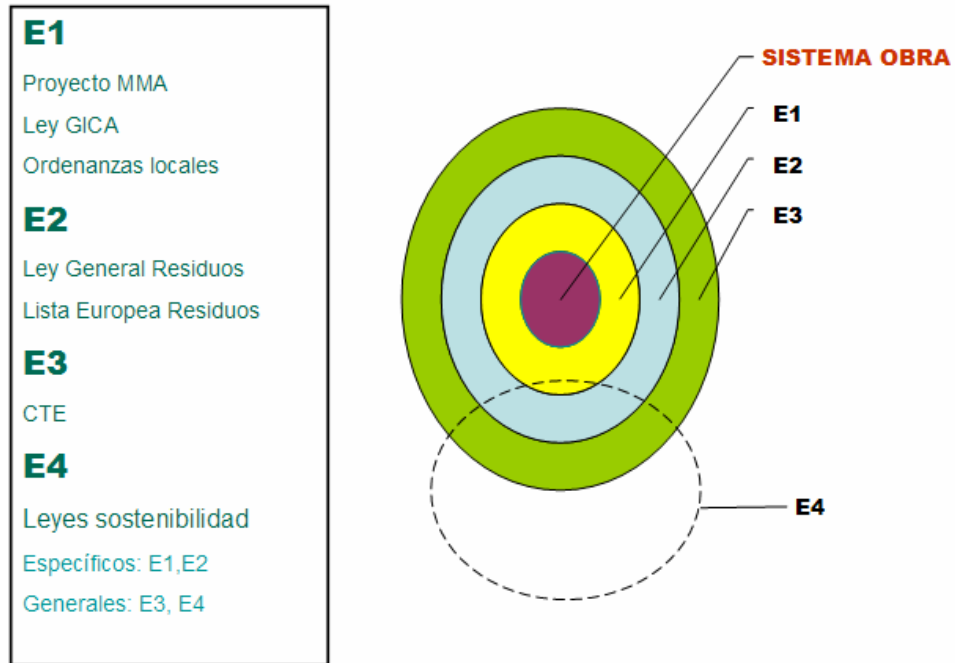 E1
Proyecto MMA
Ley GICA
Ordenanzas locales
E2
Ley General Residuos
Lista Europea Residuos
E3
CTE
E4
Leyes sostenibilidad
Específicos: E1,E2
Generales: E3, E4
SISTEMA OBRA
E1
E2
E3
E4